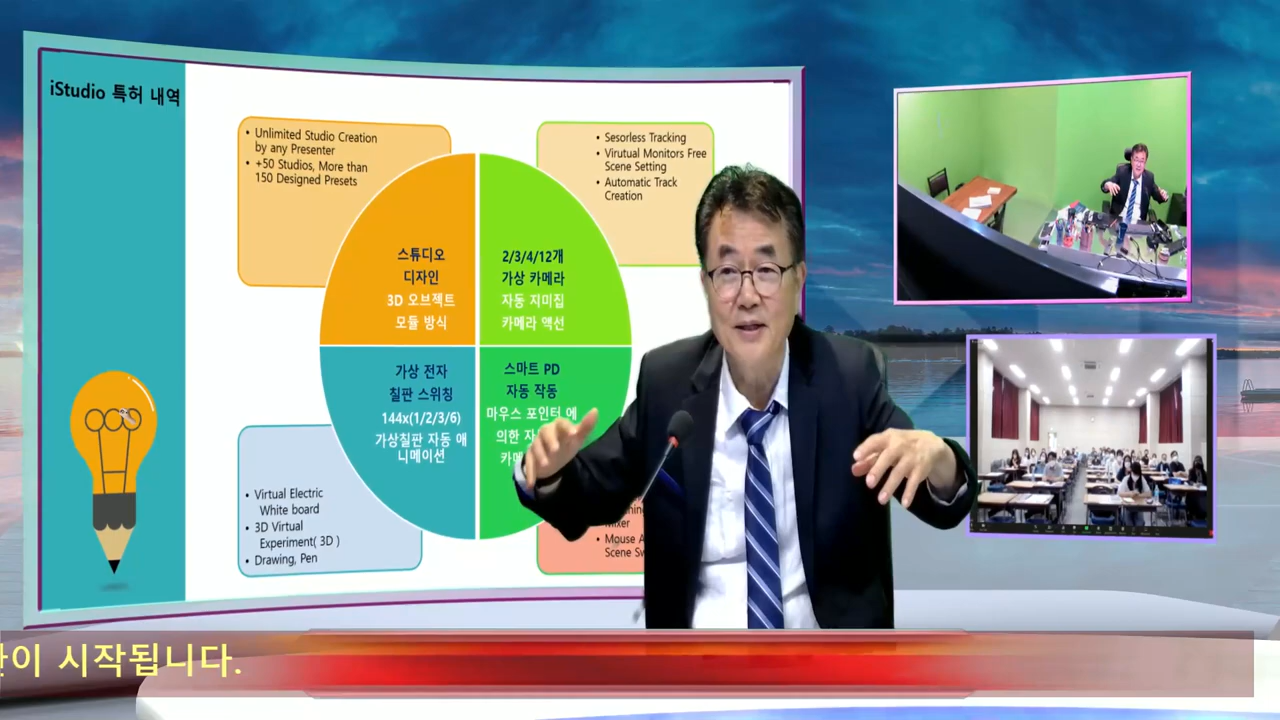 iStudio 특허 내역
• Unlimited Studio Creation
by any Presenter
• +50 Studios, More than
150 Designed Presets
• Sesorless Tracking
• Virutual Monitors Free
Scene Setting
• Automatic Track
Creation
스튜디오
디자인
3D 오브젝트
모듈 방식
2/3/4/12개
가상 카메라
자동 지미집
카메라 액션
가상 전자
칠판 스위칭
144x(1/2/3/6)
가상칠판 자동 애
니메이션
스마트 PD
자동 작동
마우스 포인터 에
의한
• Virtual Electric
White board
• 3D Virtual
Experiment( 3D )
• Drawing, Pen
Mixer
• Mouse
Scene
시작됩니다.